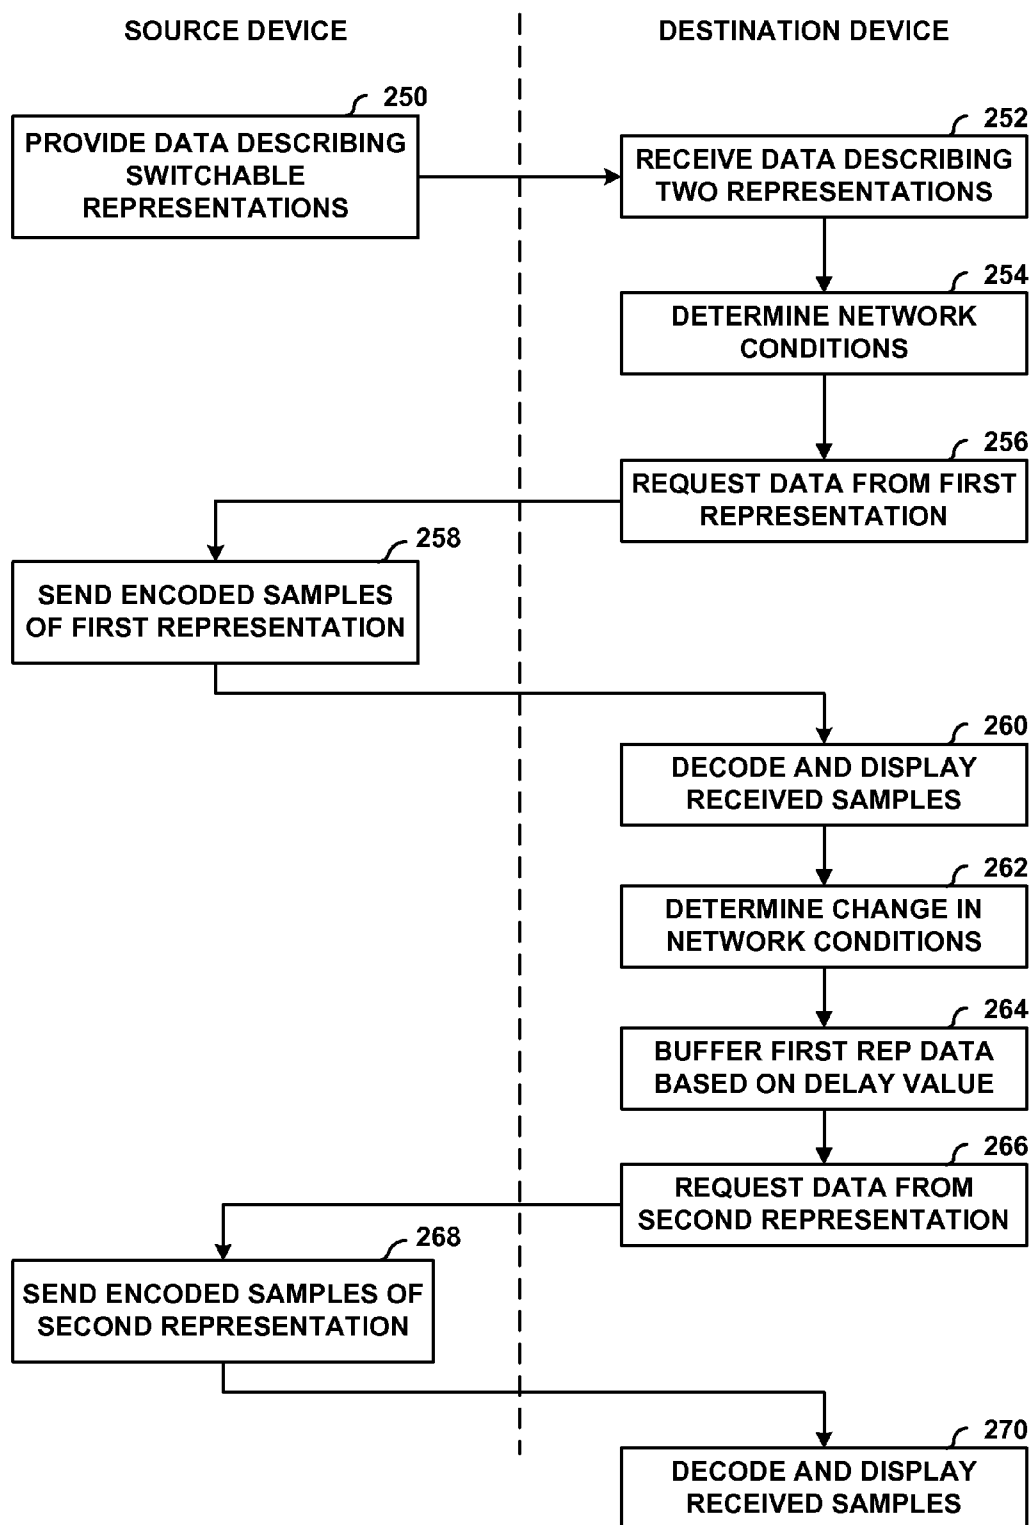 SOURCE DEVICE
DESTINATION DEVICE
250
PROVIDE DATA DESCRIBING
SWITCHABLE
REPRESENTATIONS
252
RECEIVE DATA DESCRIBING
TWO REPRESENTATIONS
254
DETERMINE NETWORK
CONDITIONS
256
REQUEST DATA FROM FIRST
REPRESENTATION
258
SEND ENCODED SAMPLES
OF FIRST REPRESENTATION
260
DECODE AND DISPLAY
RECEIVED SAMPLES
262
DETERMINE CHANGE IN
NETWORK CONDITIONS
264
BUFFER FIRST REP DATA
BASED ON DELAY VALUE
266
REQUEST DATA FROM
SECOND REPRESENTATION
268
SEND ENCODED SAMPLES OF
SECOND REPRESENTATION
270
DECODE AND DISPLAY
RECEIVED SAMPLES